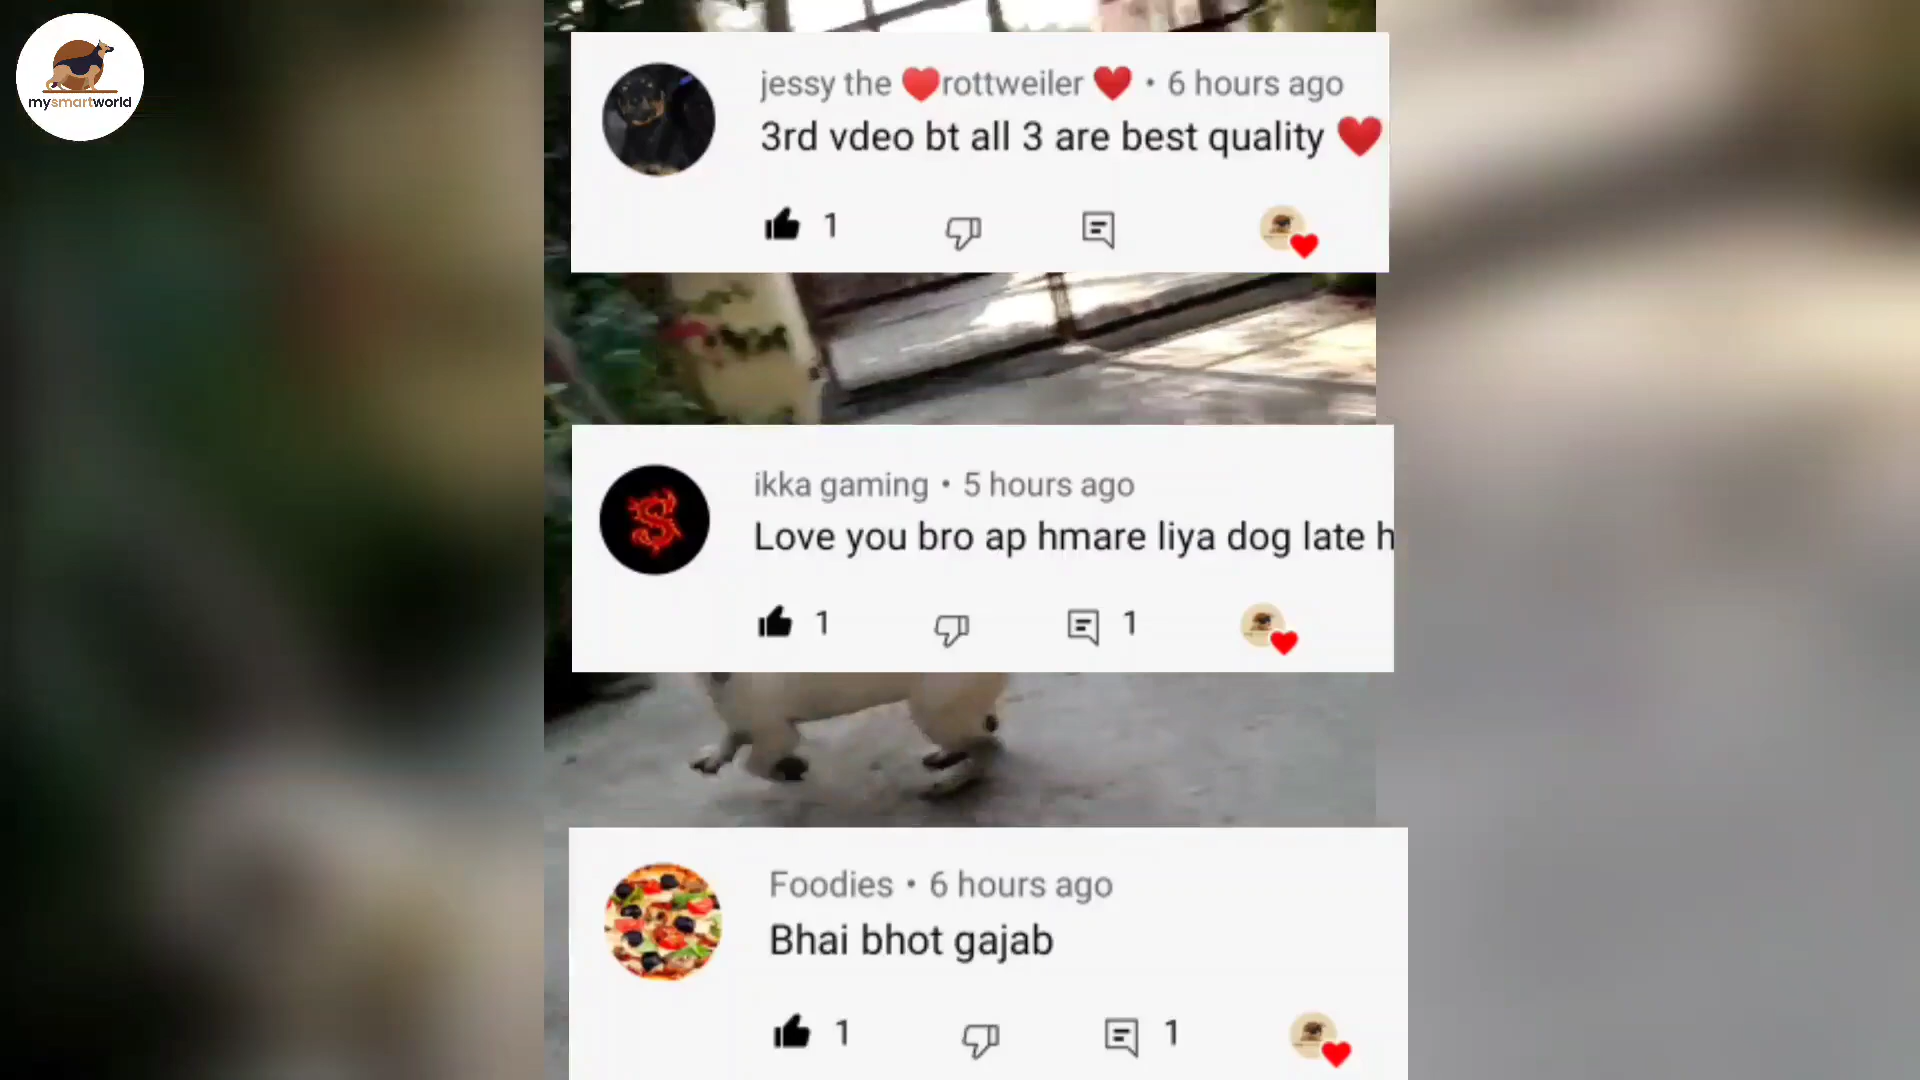 mysmartworld
jessy the ❤️rottweiler ❤️ • 6 hours ago
3rd vdeo bt all 3 are best quality ❤️
1
ikka gaming • 5 hours ago
Love you bro ap hmare liya dog late h
1 1
Foodies • 6 hours ago
Bhai bhot gajab
1 1